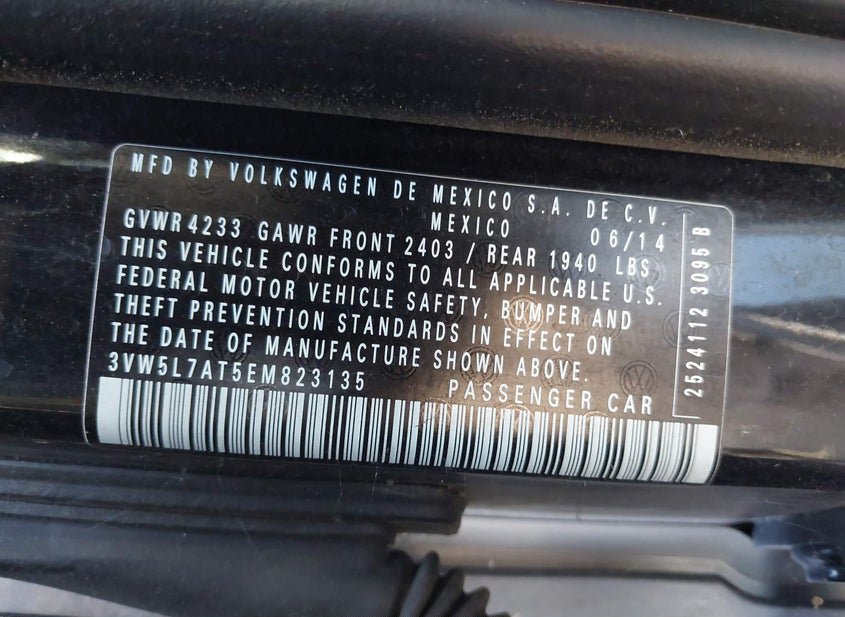 MFD BY VOLKSWAGEN DE MEXICO S.A. DE C.V.
MEXICO 06/14
GVWR 4233 GAWR FRONT 2403 / REAR 1940 LBS
THIS VEHICLE CONFORMS TO ALL APPLICABLE U.S.
FEDERAL MOTOR VEHICLE SAFETY, BUMPER AND
THEFT PREVENTION STANDARDS IN EFFECT ON
THE DATE OF MANUFACTURE SHOWN ABOVE.
3VW5L7AT5EM823135 PASSENGER CAR
2524112 3095 B